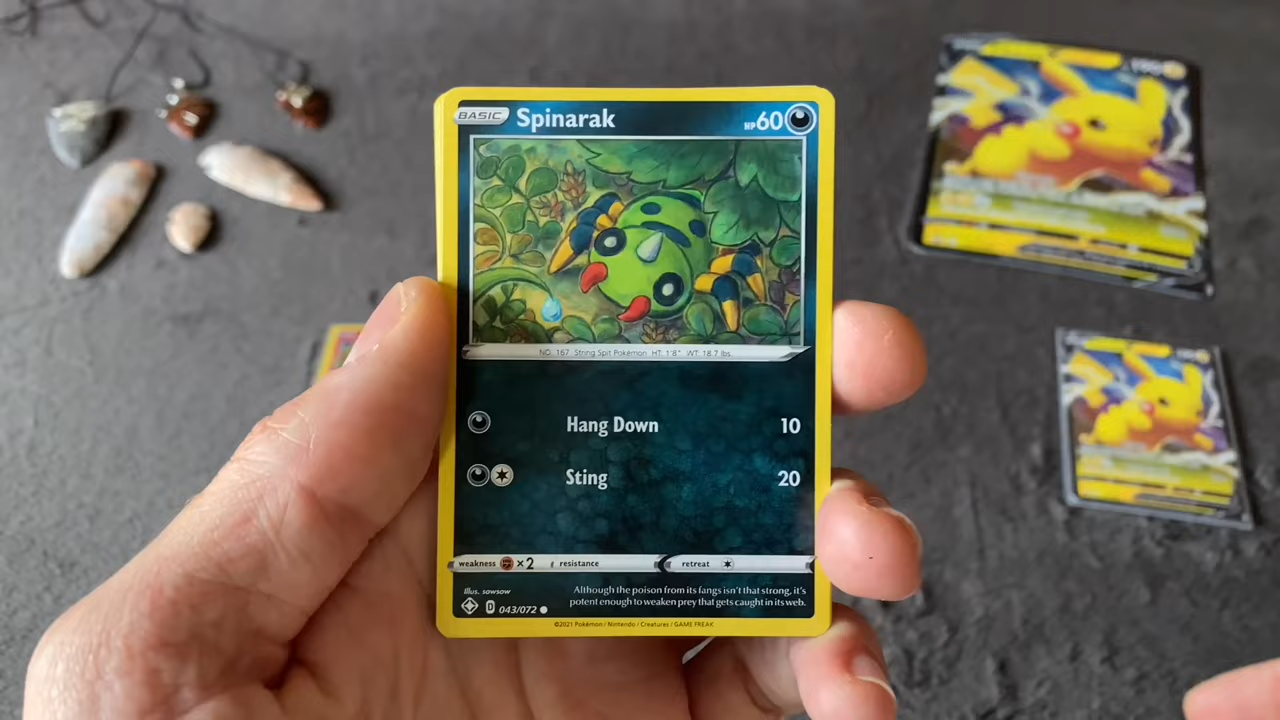 BASIC Spinarak HP 60
NO. 167 String Spit Pokémon HT: 1'8" WT: 18.7 lbs.
Hang Down 10
Sting 20
weakness ×2 resistance retreat
Illus. sowsow
Although the poison from its fangs isn't that strong, it's
potent enough to weaken prey that gets caught in its web.
D 043/072
©2021 Pokémon / Nintendo / Creatures / GAME FREAK